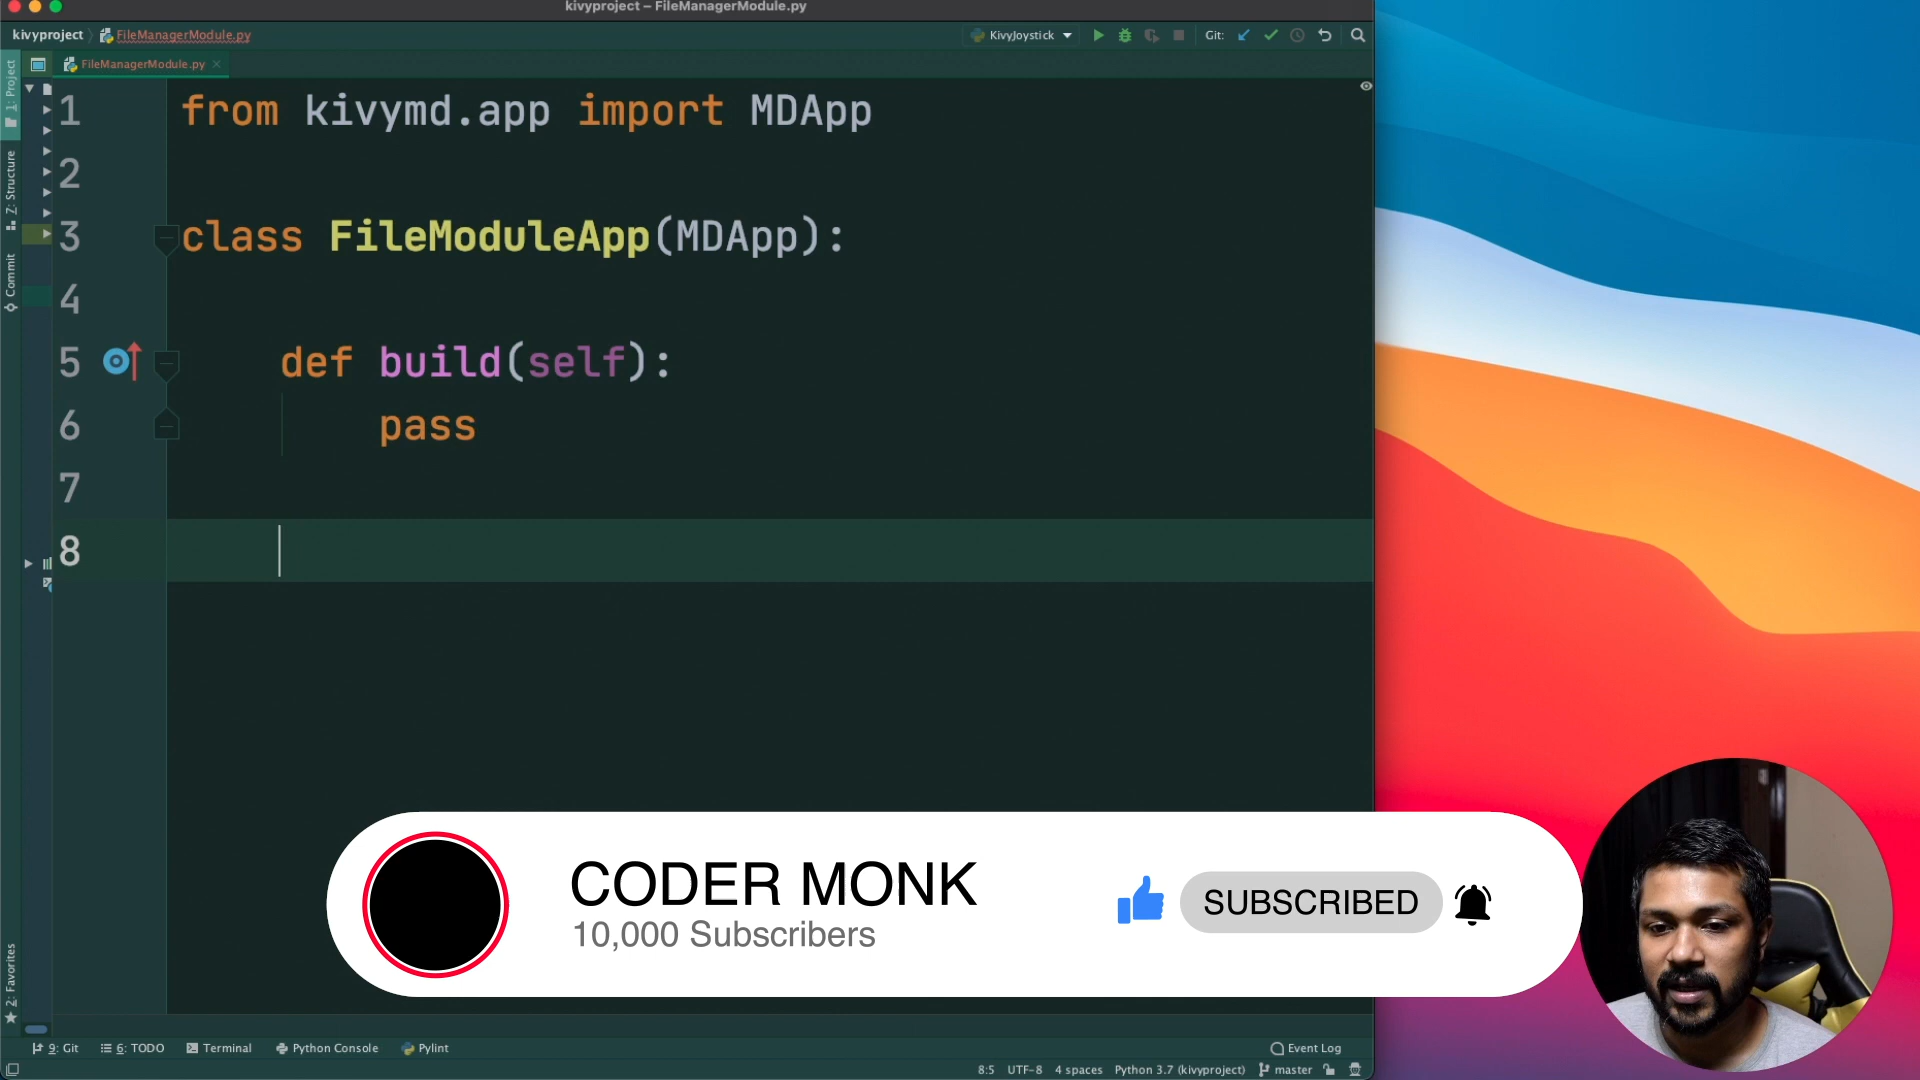 kivyproject – FileManagerModule.py
kivyproject FileManagerModule.py KivyJoystick Git:
FileManagerModule.py
1: Project
Z: Structure
Commit
2: Favorites
1 from kivymd.app import MDApp
2
3 class FileModuleApp(MDApp):
4
5 def build(self):
6 pass
7
8
CODER MONK
10,000 Subscribers
SUBSCRIBED
9: Git 6: TODO Terminal Python Console Pylint Event Log
8:5 UTF-8 4 spaces Python 3.7 (kivyproject) master